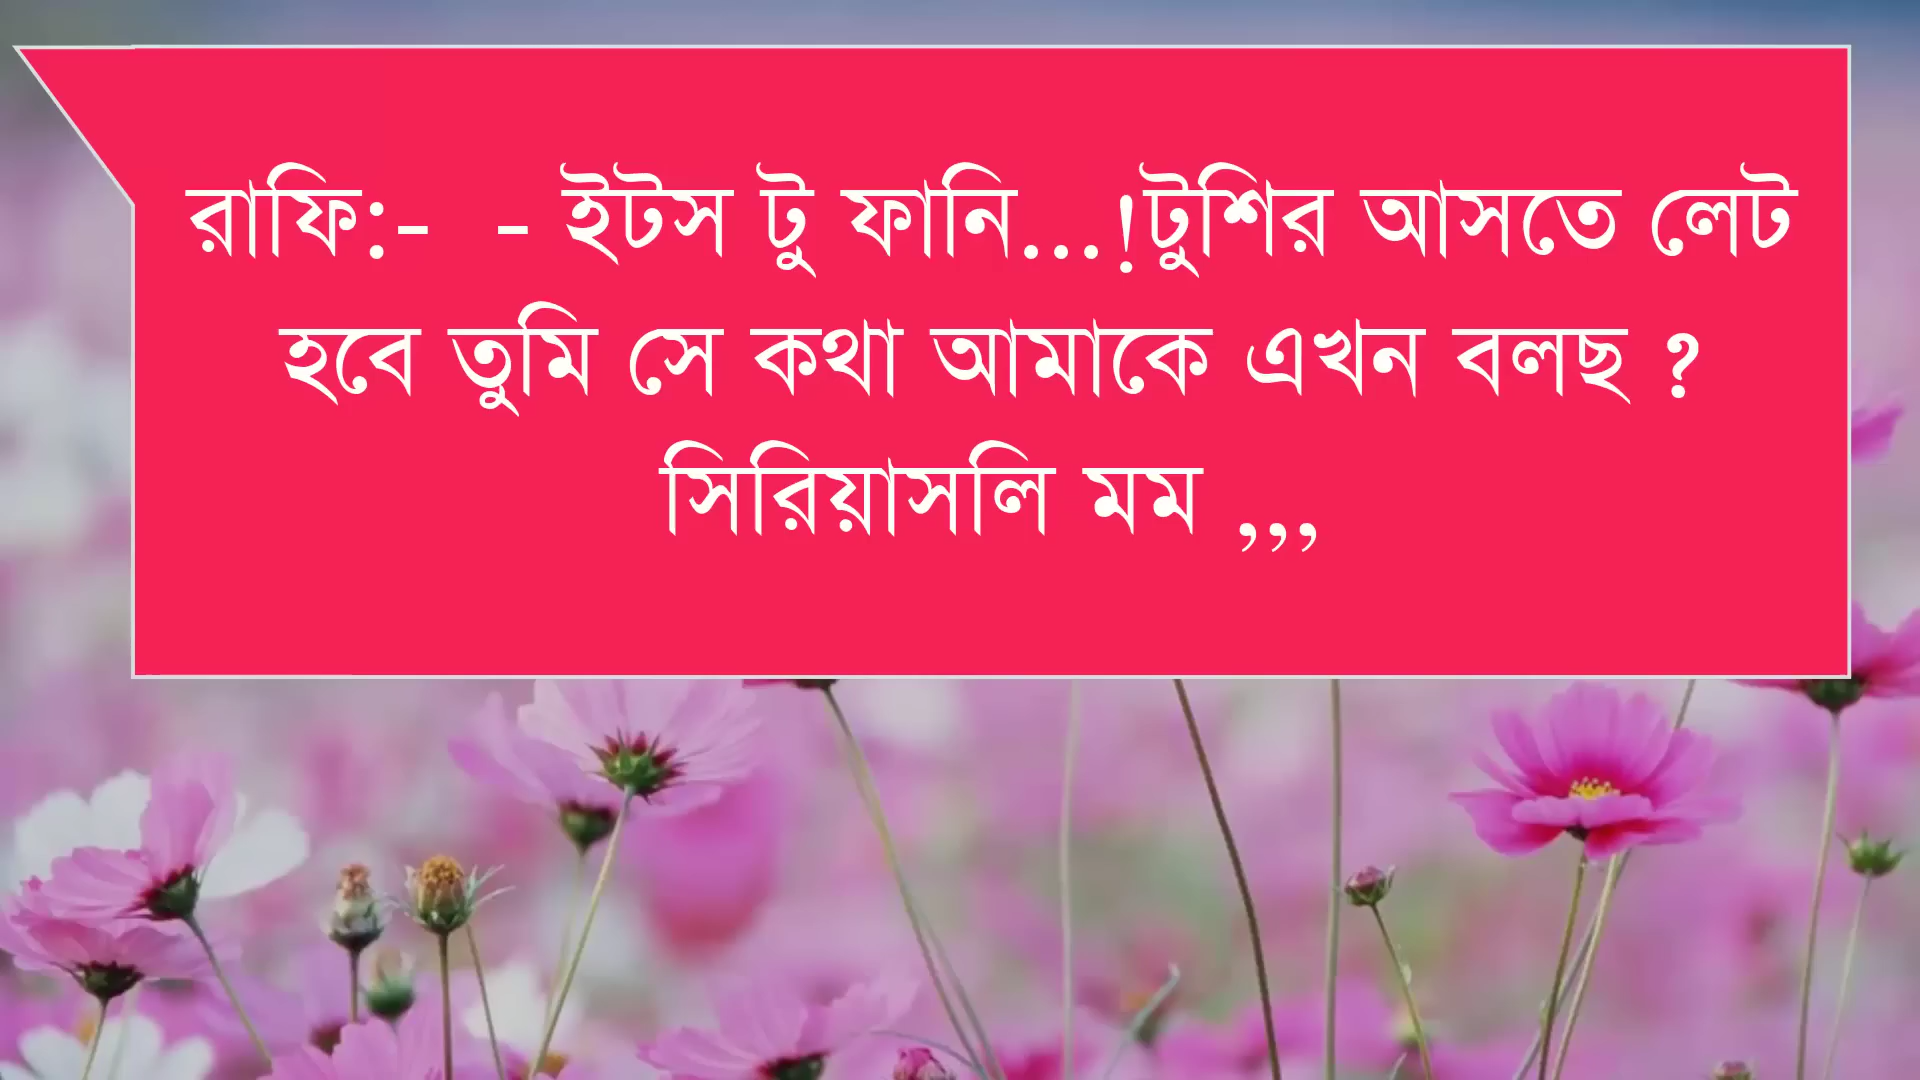 রাফি:-  - ইটস টু ফানি...!টুশির আসতে লেট
হবে তুমি সে কথা আমাকে এখন বলছ ?
সিরিয়াসলি মম ,,,